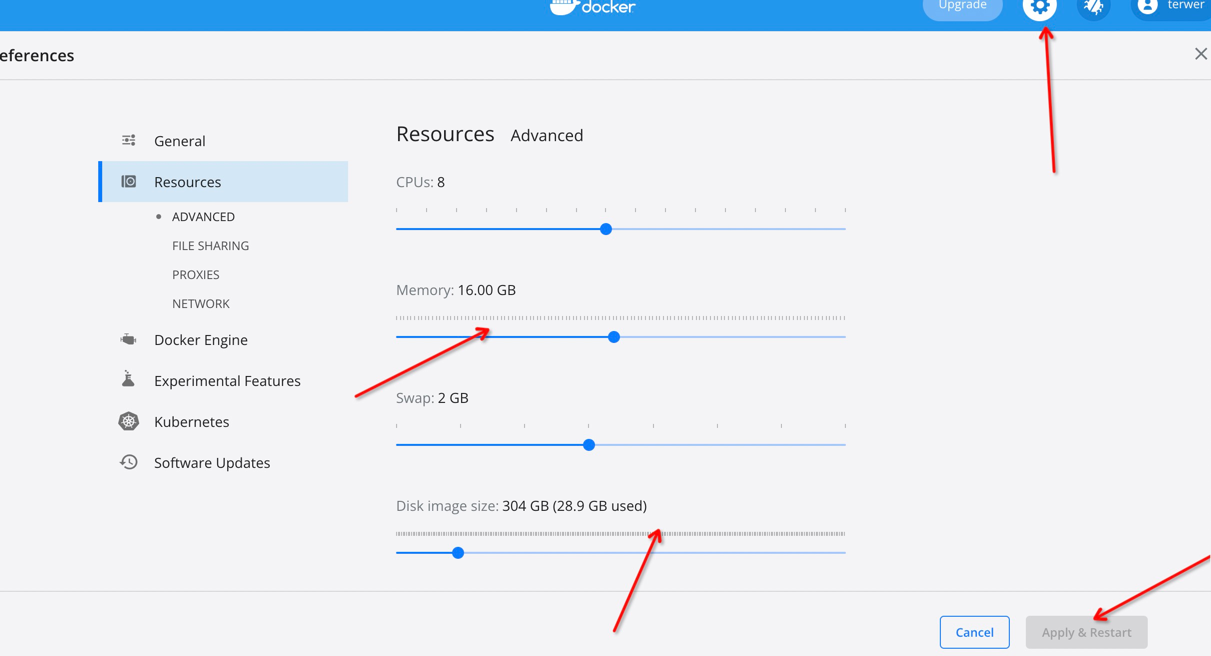 docker
Upgrade
terwer
eferences
General
Resources
ADVANCED
FILE SHARING
PROXIES
NETWORK
Docker Engine
Experimental Features
Kubernetes
Software Updates
Resources Advanced
CPUs: 8
Memory: 16.00 GB
Swap: 2 GB
Disk image size: 304 GB (28.9 GB used)
Cancel
Apply & Restart